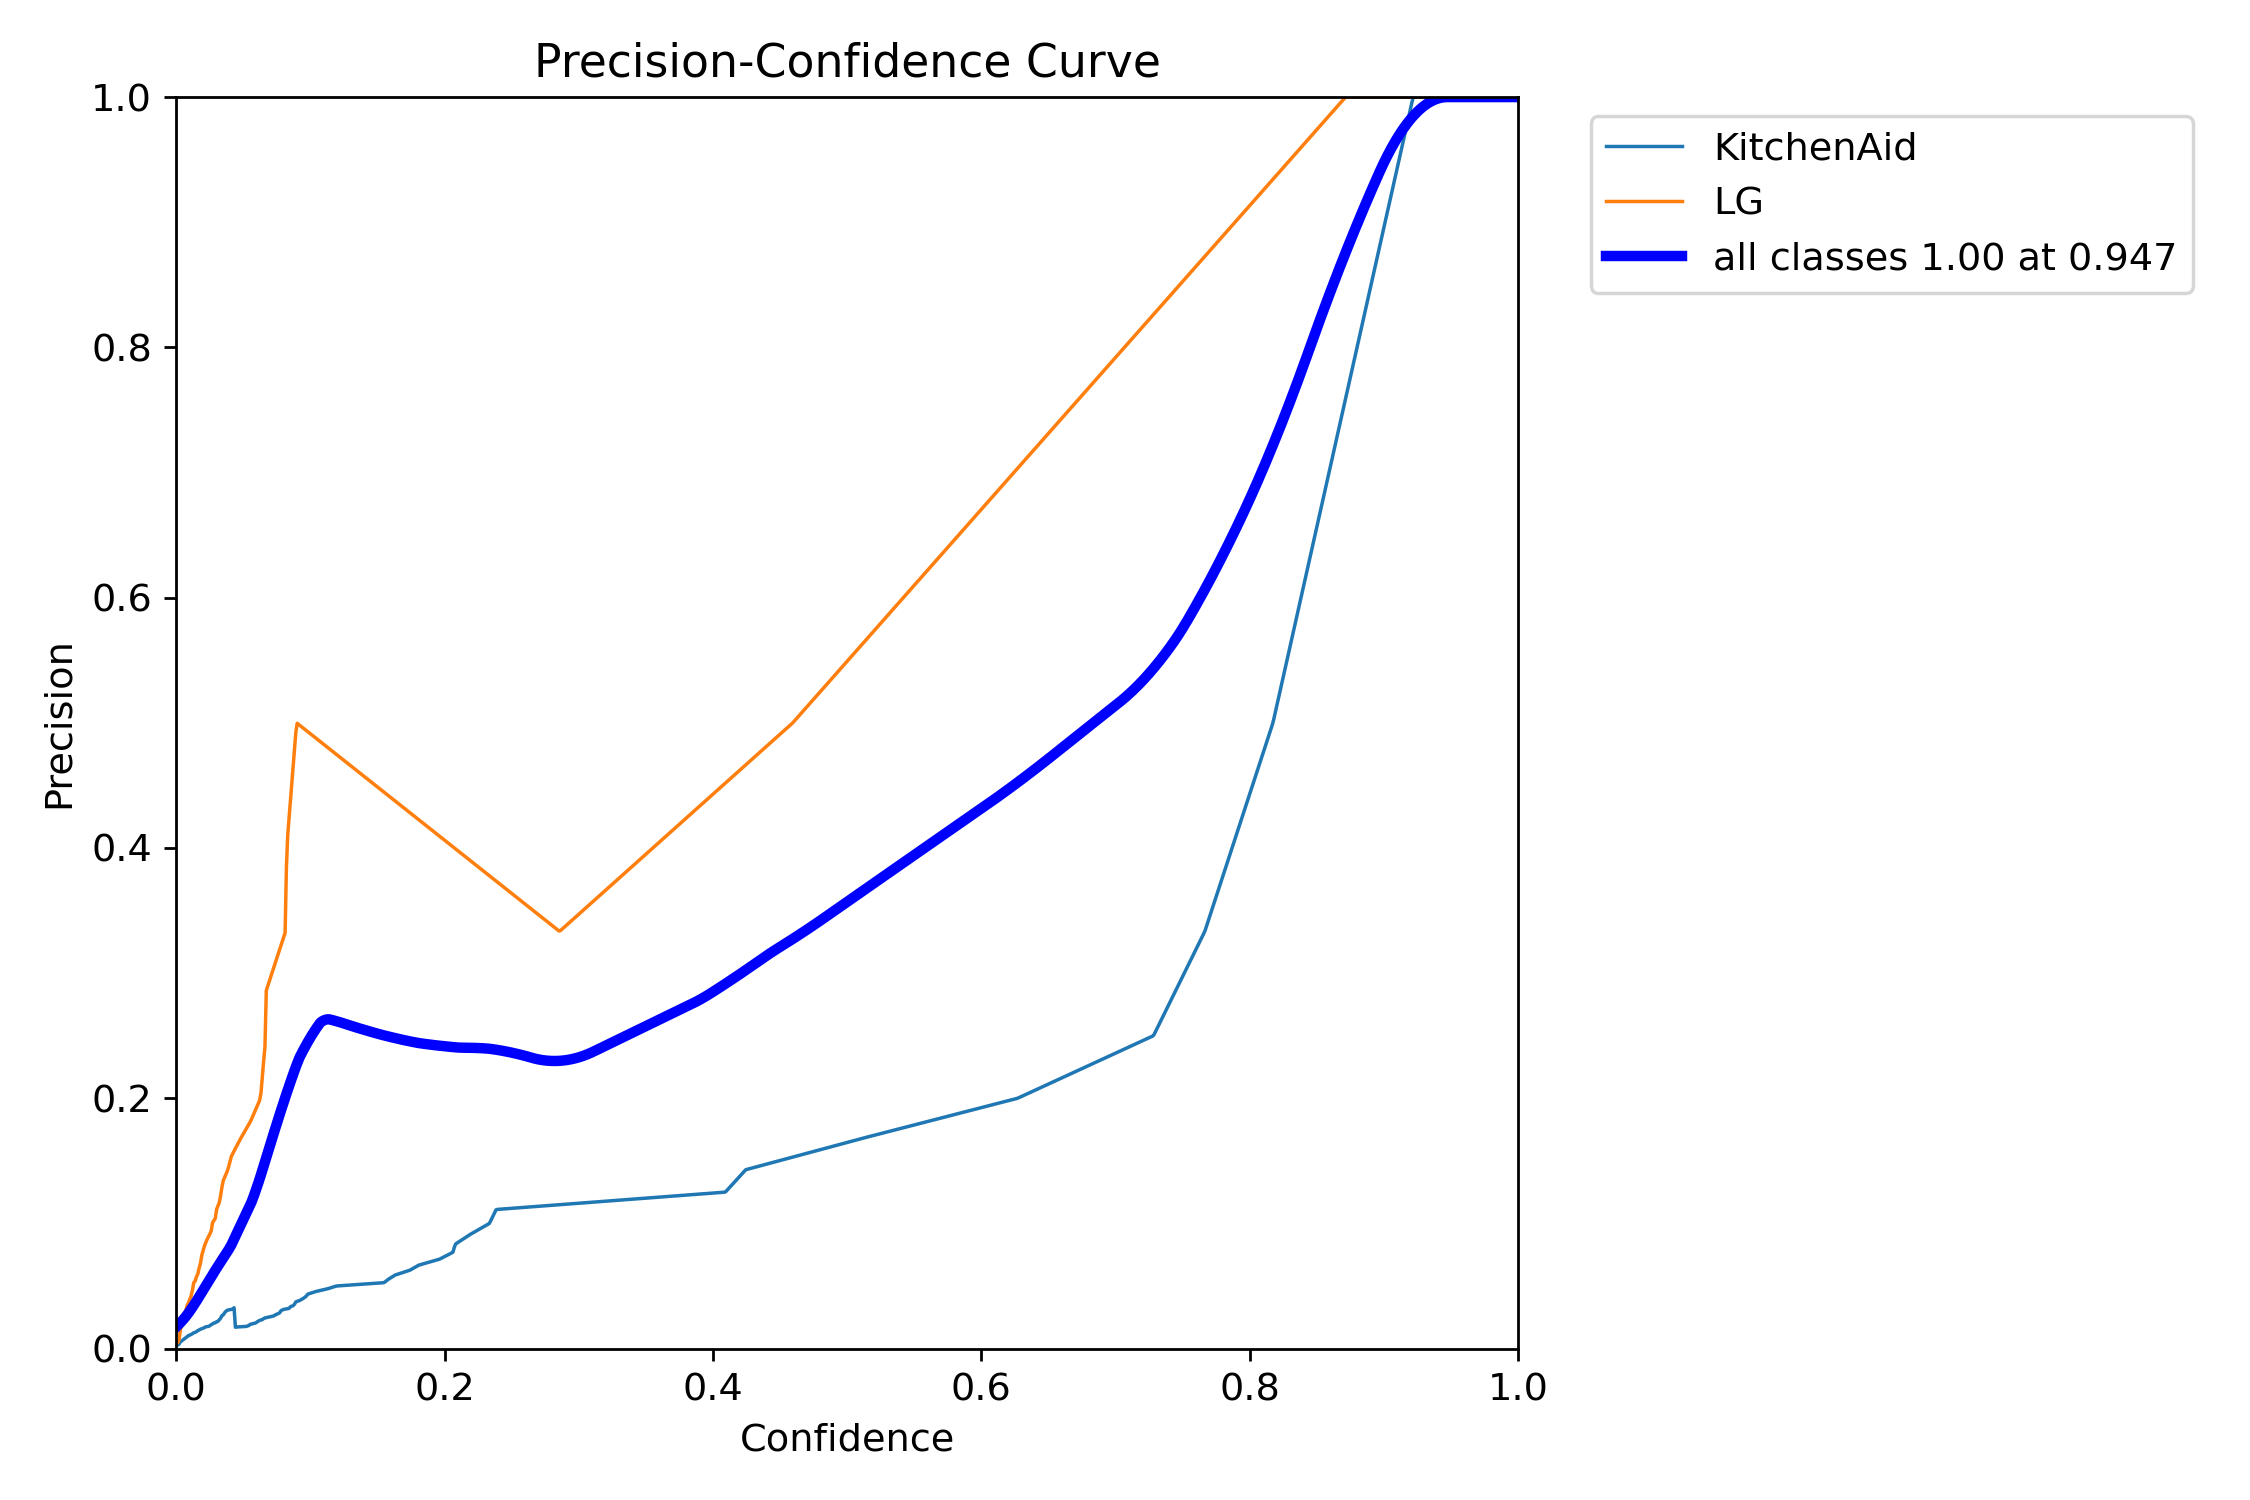 Precision-Confidence Curve
1.0
0.8
0.6
0.4
0.2
0.0
Precision
0.0 0.2 0.4 0.6 0.8 1.0
Confidence
KitchenAid
LG
all classes 1.00 at 0.947